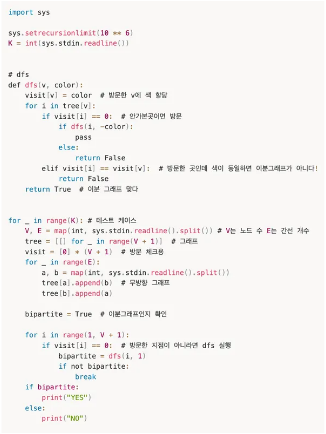 import sys

sys.setrecursionlimit(10 ** 6)
K = int(sys.stdin.readline())


# dfs
def dfs(v, color):
    visit[v] = color  # 방문한 v에 색 할당
    for i in tree[v]:
        if visit[i] == 0:  # 안가본곳이면 방문
            if dfs(i, -color):
                pass
            else:
                return False
        elif visit[i] == visit[v]:  # 방문한 곳인데 색이 동일하면 이분그래프가 아니다!
            return False
    return True  # 이분 그래프 맞다


for _ in range(K): # 테스트 케이스
    V, E = map(int, sys.stdin.readline().split()) # V는 노드 수 E는 간선 개수
    tree = [[] for _ in range(V + 1)]  # 그래프
    visit = [0] * (V + 1)  # 방문 체크용
    for _ in range(E):
        a, b = map(int, sys.stdin.readline().split())
        tree[a].append(b)  # 무방향 그래프
        tree[b].append(a)

    bipartite = True  # 이분그래프인지 확인

    for i in range(1, V + 1):
        if visit[i] == 0:  # 방문한 지점이 아니라면 dfs 실행
            bipartite = dfs(i, 1)
            if not bipartite:
                break
    if bipartite:
        print("YES")
    else:
        print("NO")